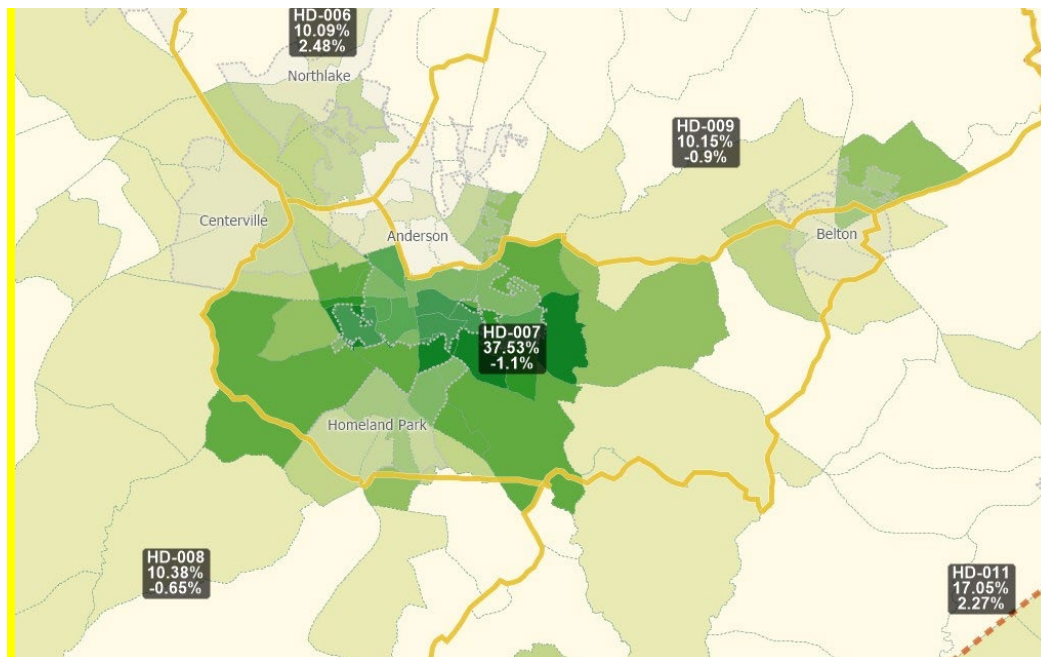 HD-006
10.09%
2.48%
Northlake
HD-009
10.15%
-0.9%
Centerville
Anderson
Belton
HD-007
37.53%
-1.1%
Homeland Park
HD-008
10.38%
-0.65%
HD-011
17.05%
2.27%